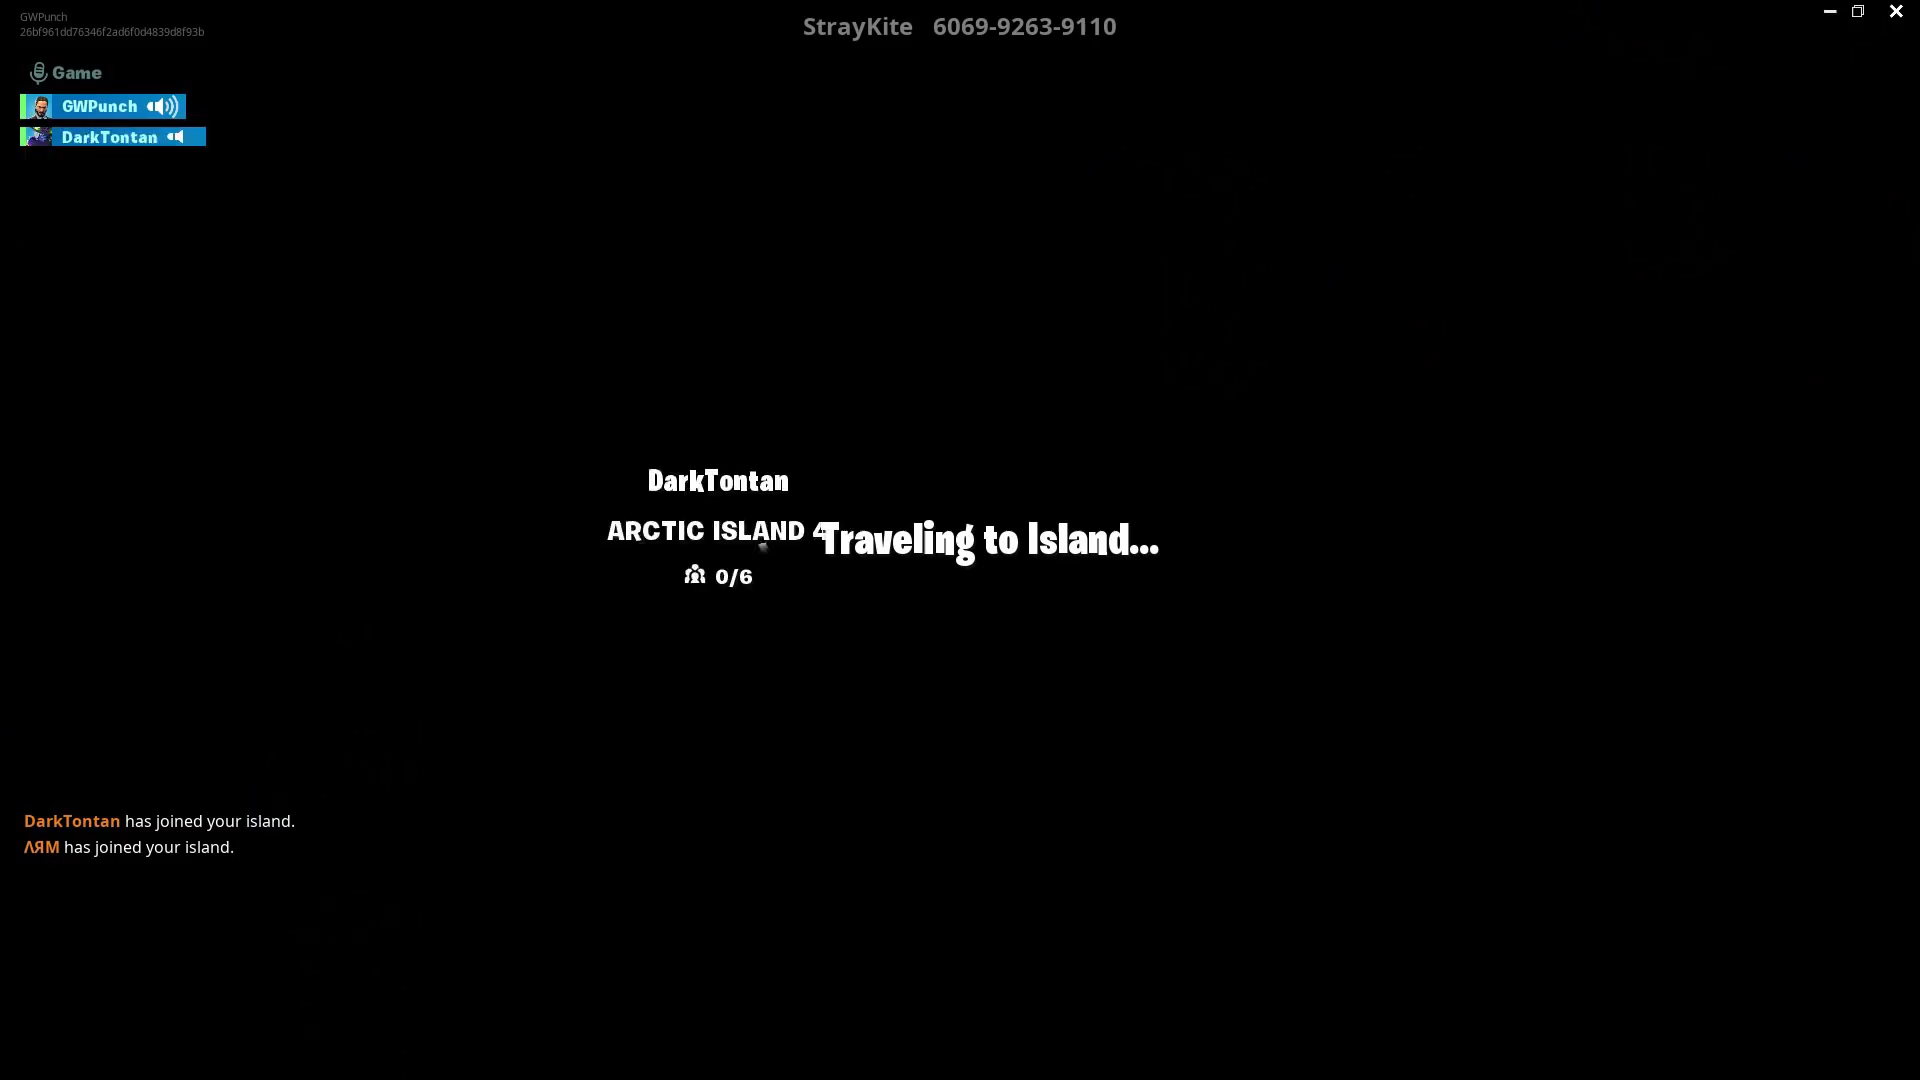 GWPunch
26bf961dd76346f2ad6f0d4839d8f93b
StrayKite 6069-9263-9110
Game
GWPunch
DarkTontan
DarkTontan
ARCTIC ISLAND 4
Traveling to Island...
0/6
DarkTontan has joined your island.
ΛЯM has joined your island.